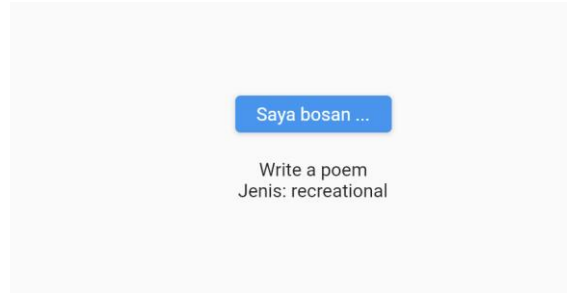 Saya bosan ...
Write a poem
Jenis: recreational